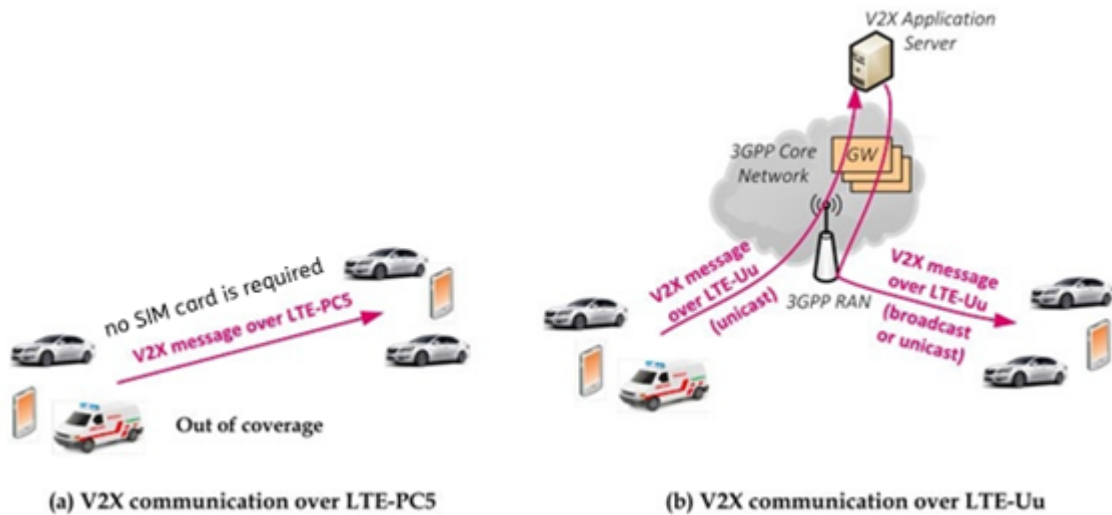 no SIM card is required
V2X message over LTE-PC5
Out of coverage
(a) V2X communication over LTE-PC5
V2X Application
Server
3GPP Core
Network
GW
V2X message
over LTE-Uu
(unicast)
3GPP RAN
V2X message
over LTE-Uu
(broadcast
or unicast)
(b) V2X communication over LTE-Uu